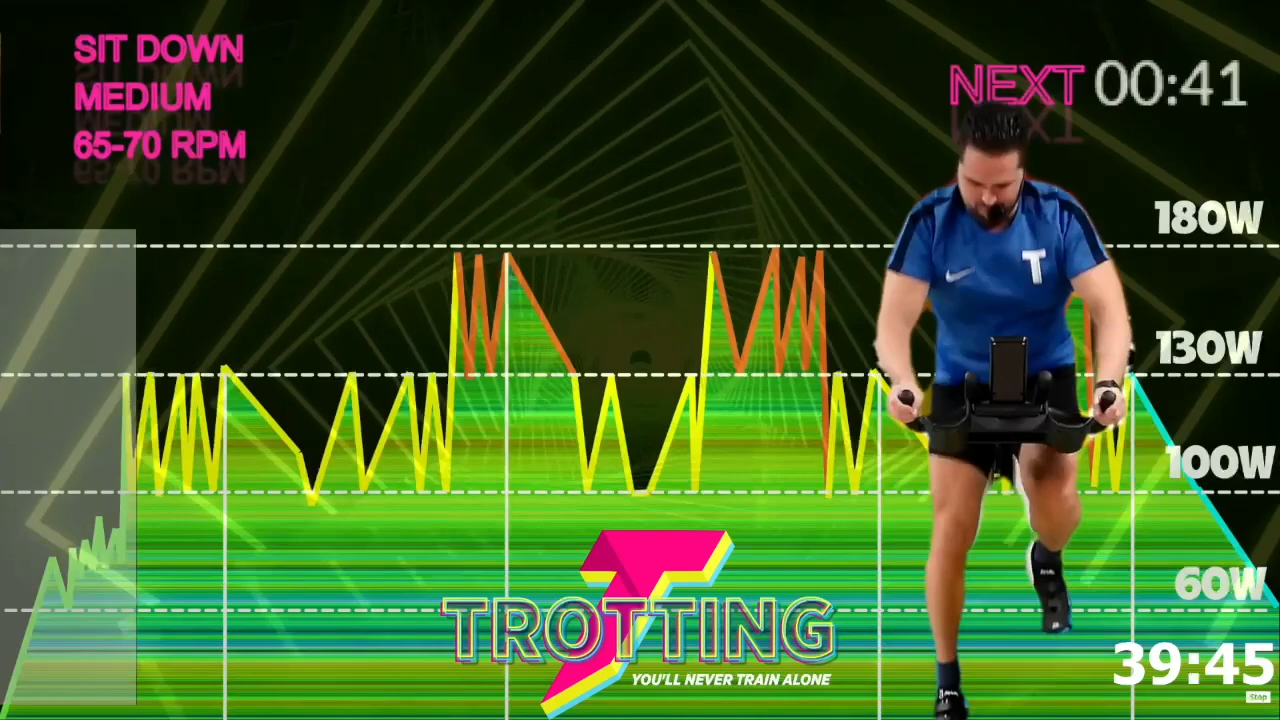 SIT DOWN
MEDIUM
65-70 RPM
NEXT 00:41
180W
130W
100W
60W
T
TROTTING
YOU'LL NEVER TRAIN ALONE
39:45
Stop